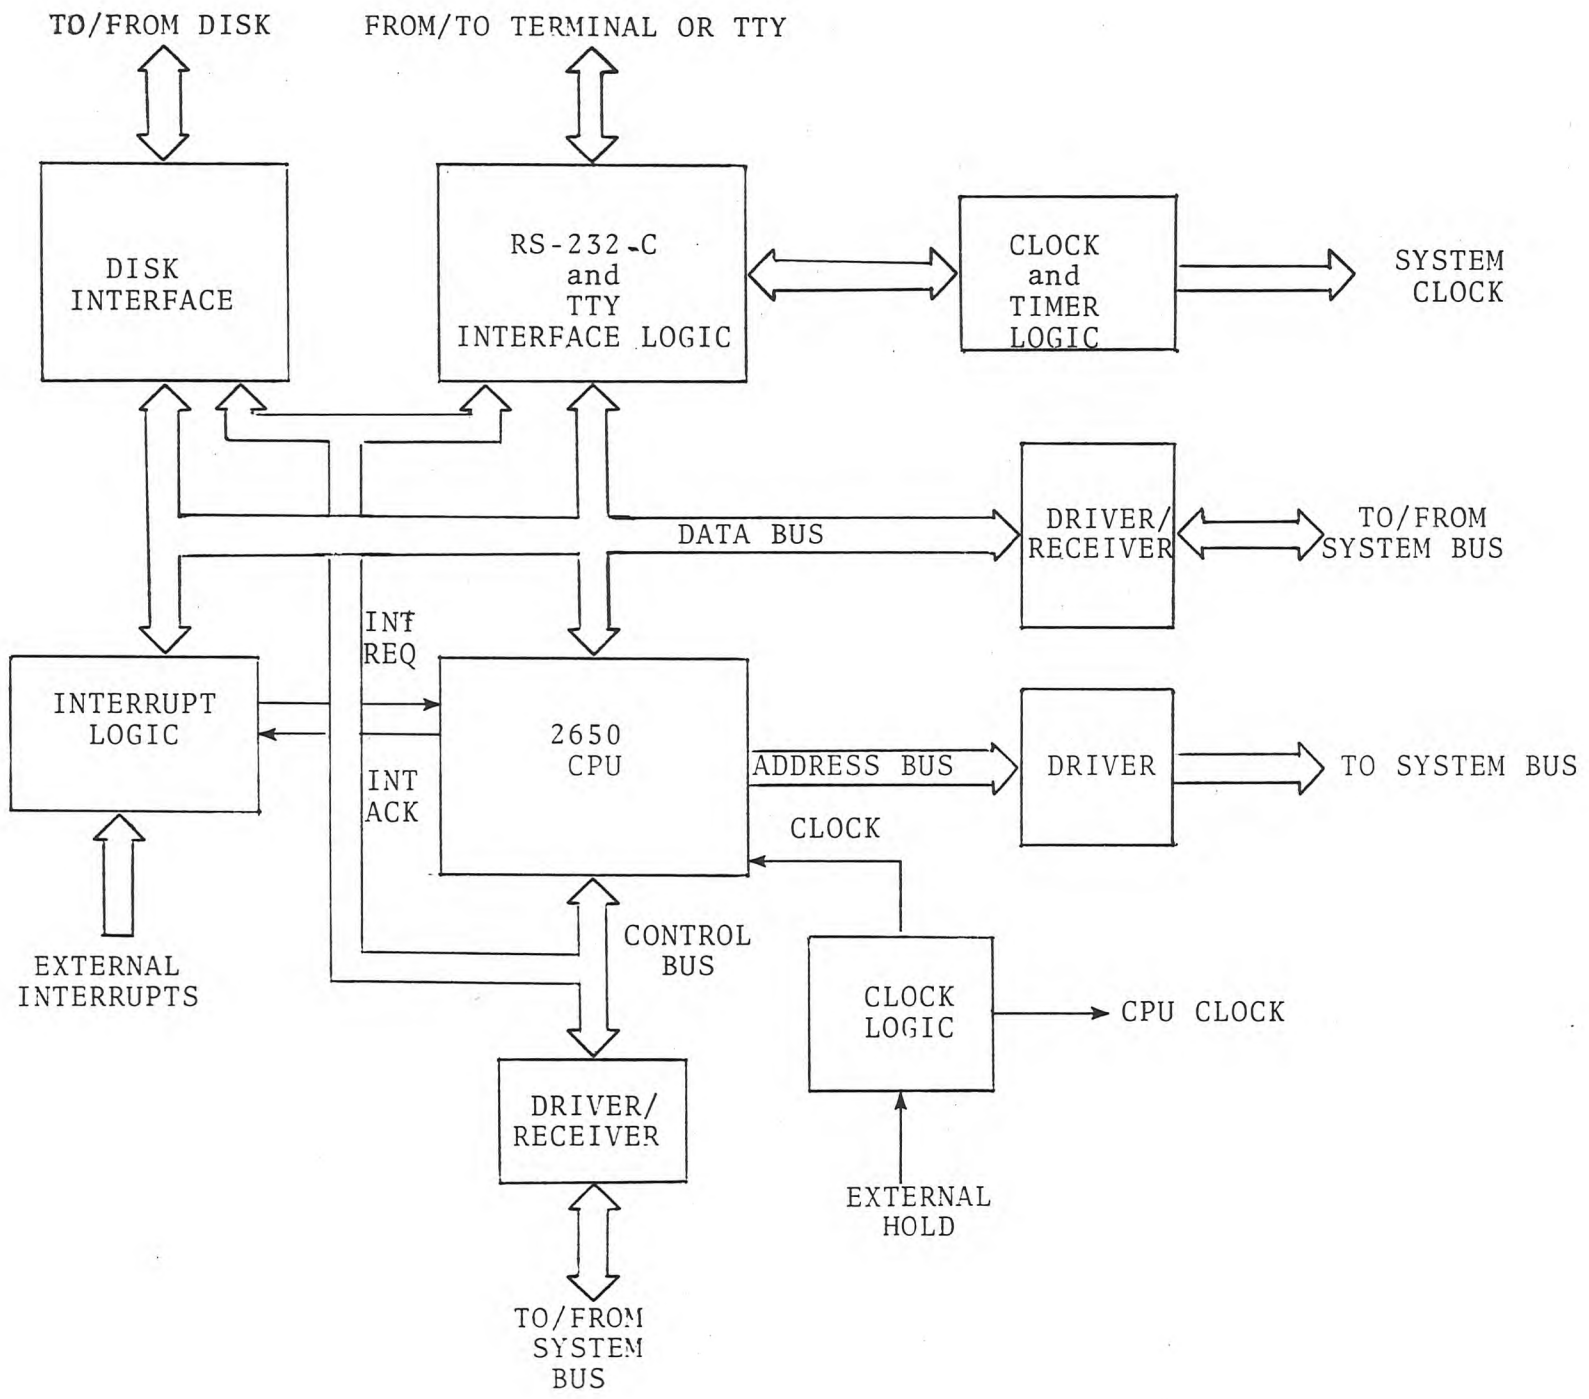 TO/FROM DISK
FROM/TO TERMINAL OR TTY
DISK
INTERFACE
RS-232-C
and
TTY
INTERFACE LOGIC
CLOCK
and
TIMER
LOGIC
SYSTEM
CLOCK
DATA BUS
DRIVER/
RECEIVER
TO/FROM
SYSTEM BUS
INT
REQ
INTERRUPT
LOGIC
2650
CPU
INT
ACK
ADDRESS BUS
DRIVER
TO SYSTEM BUS
CLOCK
EXTERNAL
INTERRUPTS
CONTROL
BUS
CLOCK
LOGIC
CPU CLOCK
DRIVER/
RECEIVER
EXTERNAL
HOLD
TO/FROM
SYSTEM
BUS